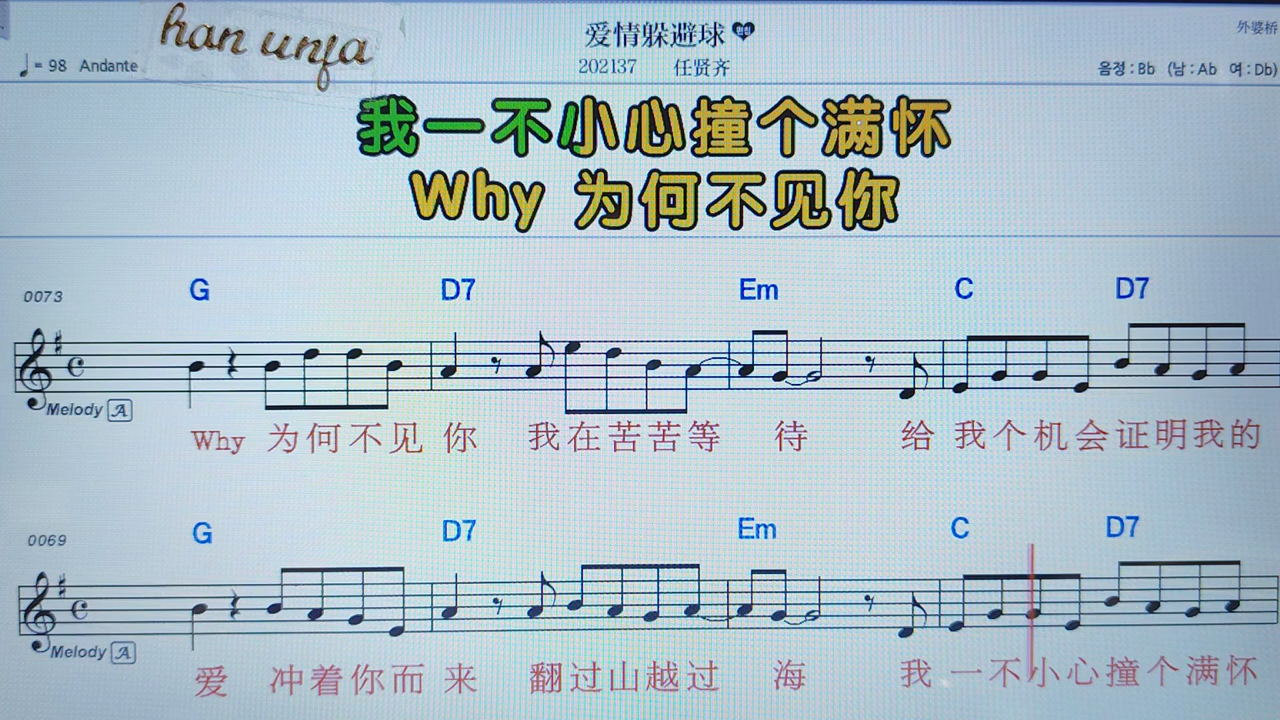 han unfa
爱情躲避球
外婆桥
♩= 98 Andante
202137 任贤齐
음정 : Bb (남 : Ab 여 : Db)
我一不小心撞个满怀
Why 为何不见你
0073
G D7 Em C D7
Melody A
Why 为何不见 你 我在苦苦等 待 给 我个机会证明我的
0069
G D7 Em C D7
Melody A
爱 冲着你而 来 翻过山越过 海 我 一不小心撞个满怀